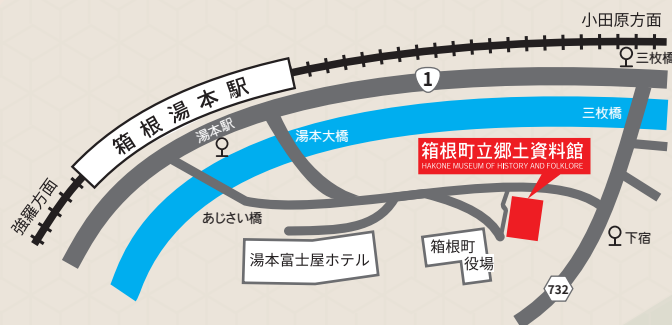 小田原方面
三枚橋
1
箱根湯本駅
湯本駅
湯本大橋
三枚橋
箱根町立郷土資料館
HAKONE MUSEUM OF HISTORY AND FOLKLORE
強羅方面
あじさい橋
湯本富士屋ホテル
箱根町
役場
下宿
732